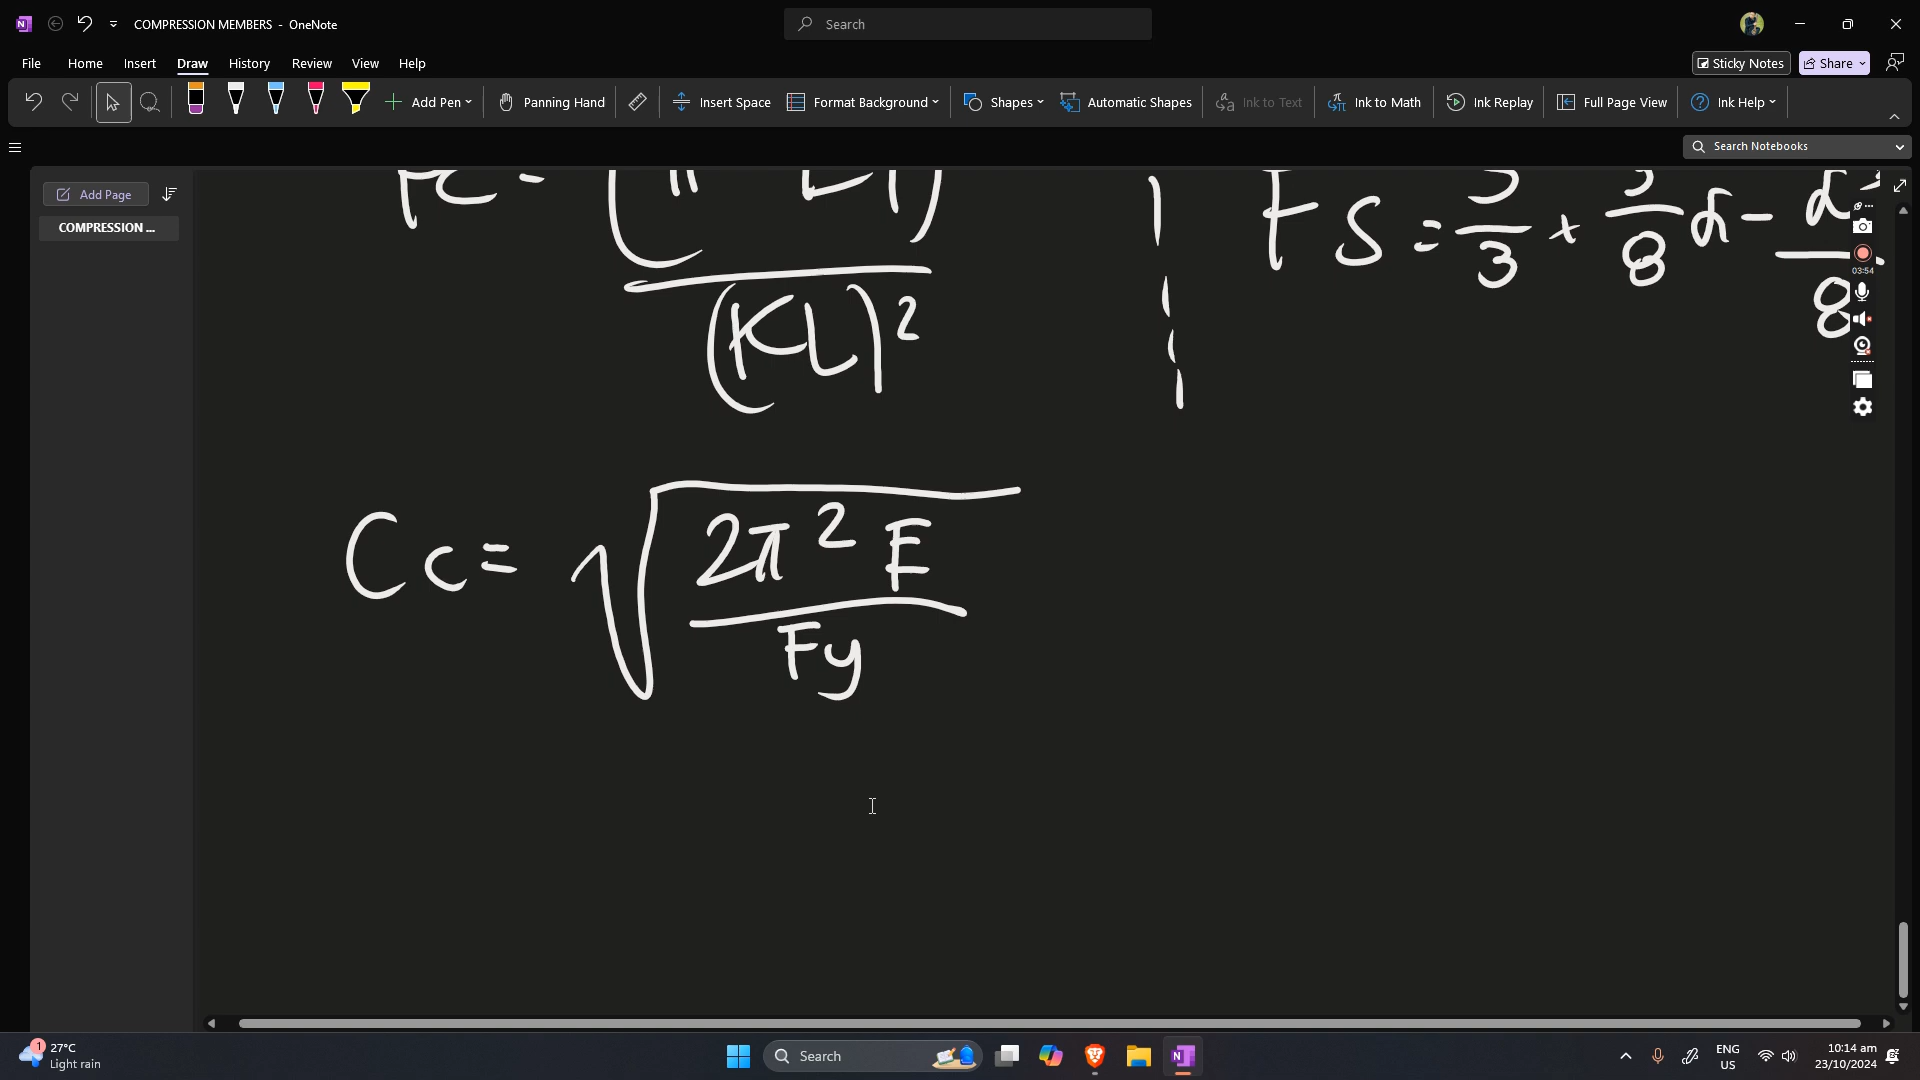 COMPRESSION MEMBERS - OneNote
Search
File Home Insert Draw History Review View Help
Sticky Notes Share
Add Pen Panning Hand Insert Space Format Background Shapes Automatic Shapes Ink to Text Ink to Math Ink Replay Full Page View Ink Help
Search Notebooks
Add Page
COMPRESSION ...
(KL)²
FS = 3 + 8 α - 8
03:54
Cc = √ 2π² E
Fy
1
27°C
Light rain
Search
ENG
US
10:14 am
23/10/2024